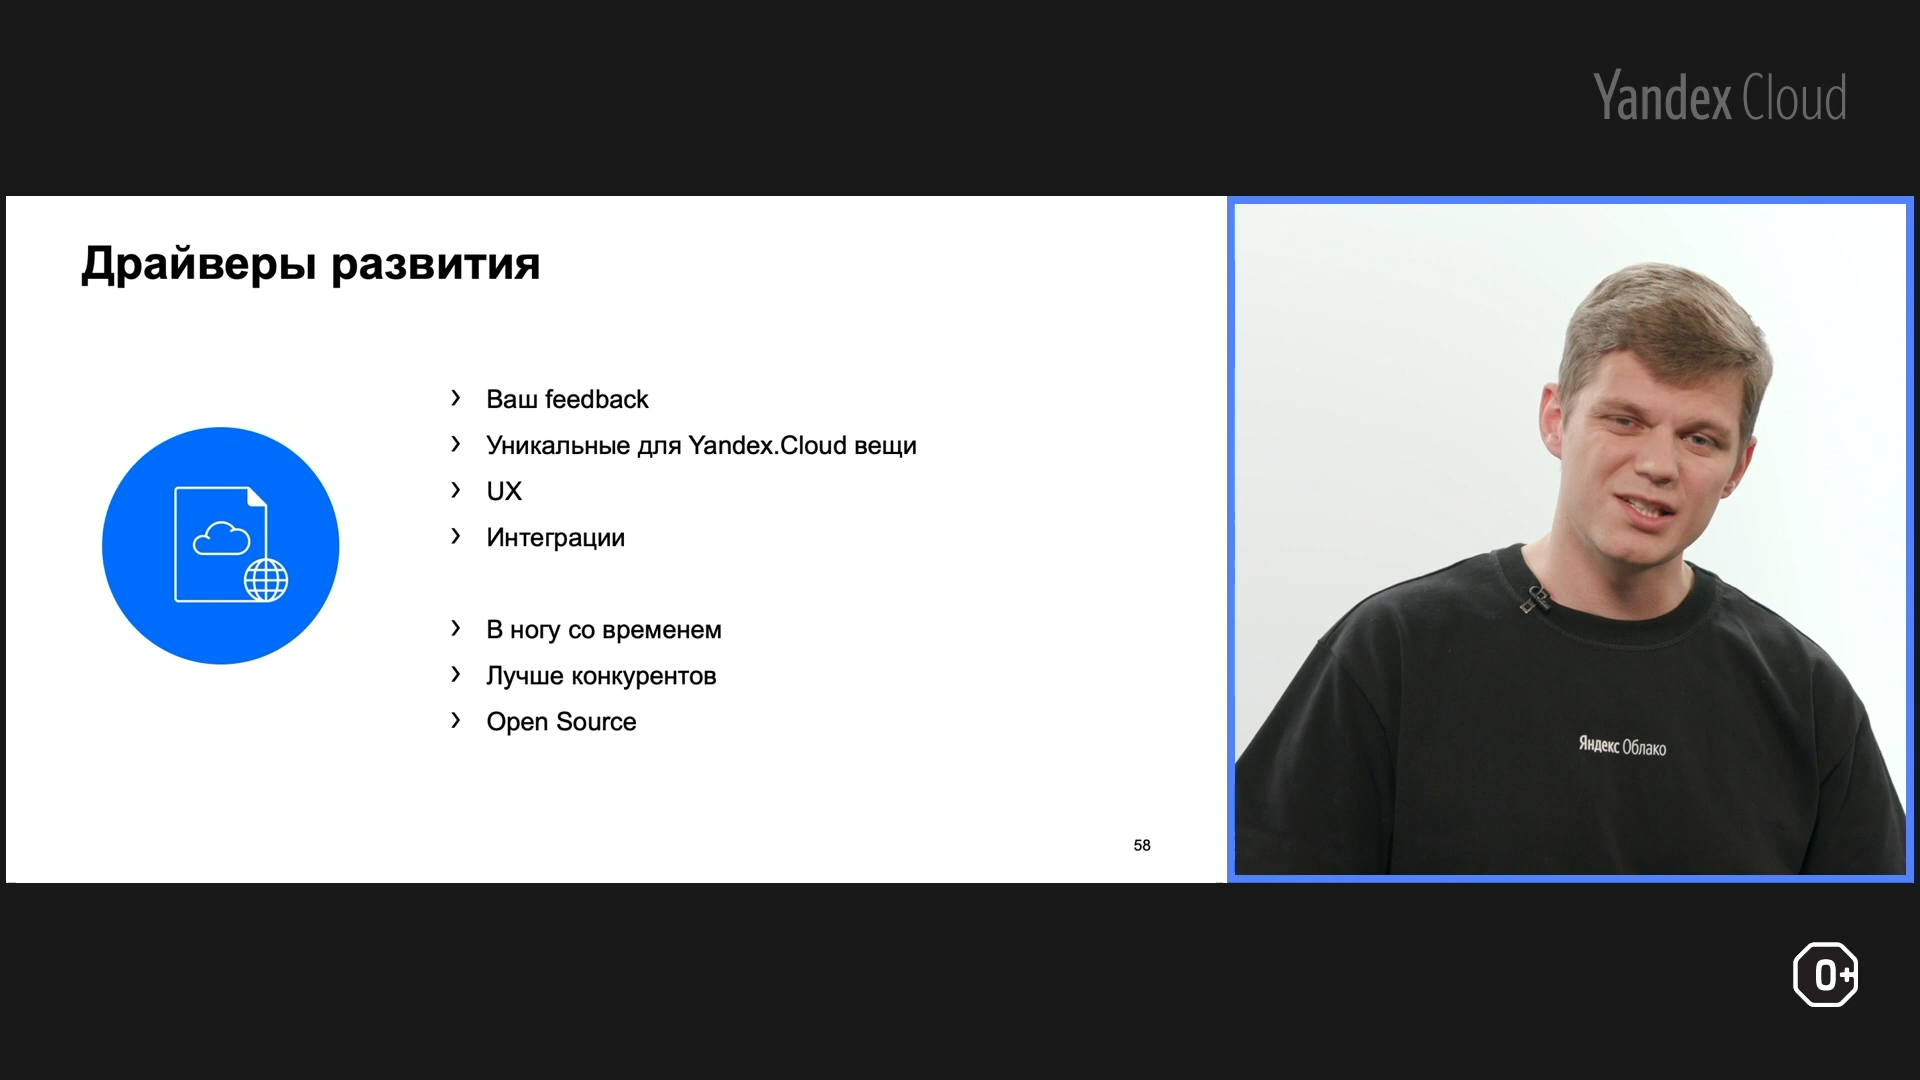 Yandex Cloud
Драйверы развития
Ваш feedback
Уникальные для Yandex.Cloud вещи
UX
Интеграции
В ногу со временем
Лучше конкурентов
Open Source
58
Яндекс Облако
0+